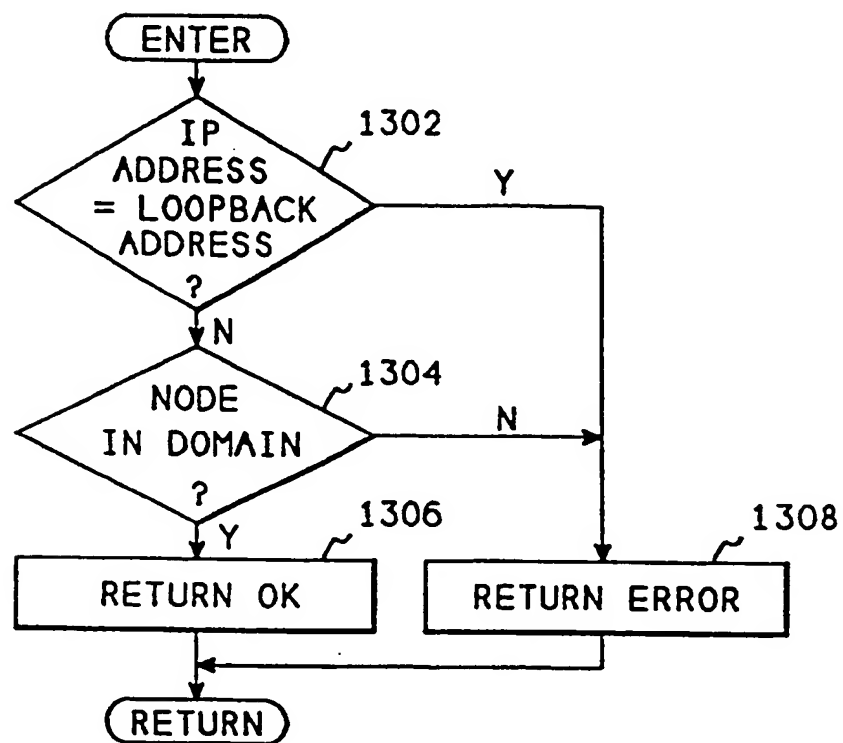 ENTER
1302
IP
ADDRESS
= LOOPBACK
ADDRESS
?
Y
N
1304
NODE
IN DOMAIN
?
N
Y
1306
RETURN OK
1308
RETURN ERROR
RETURN